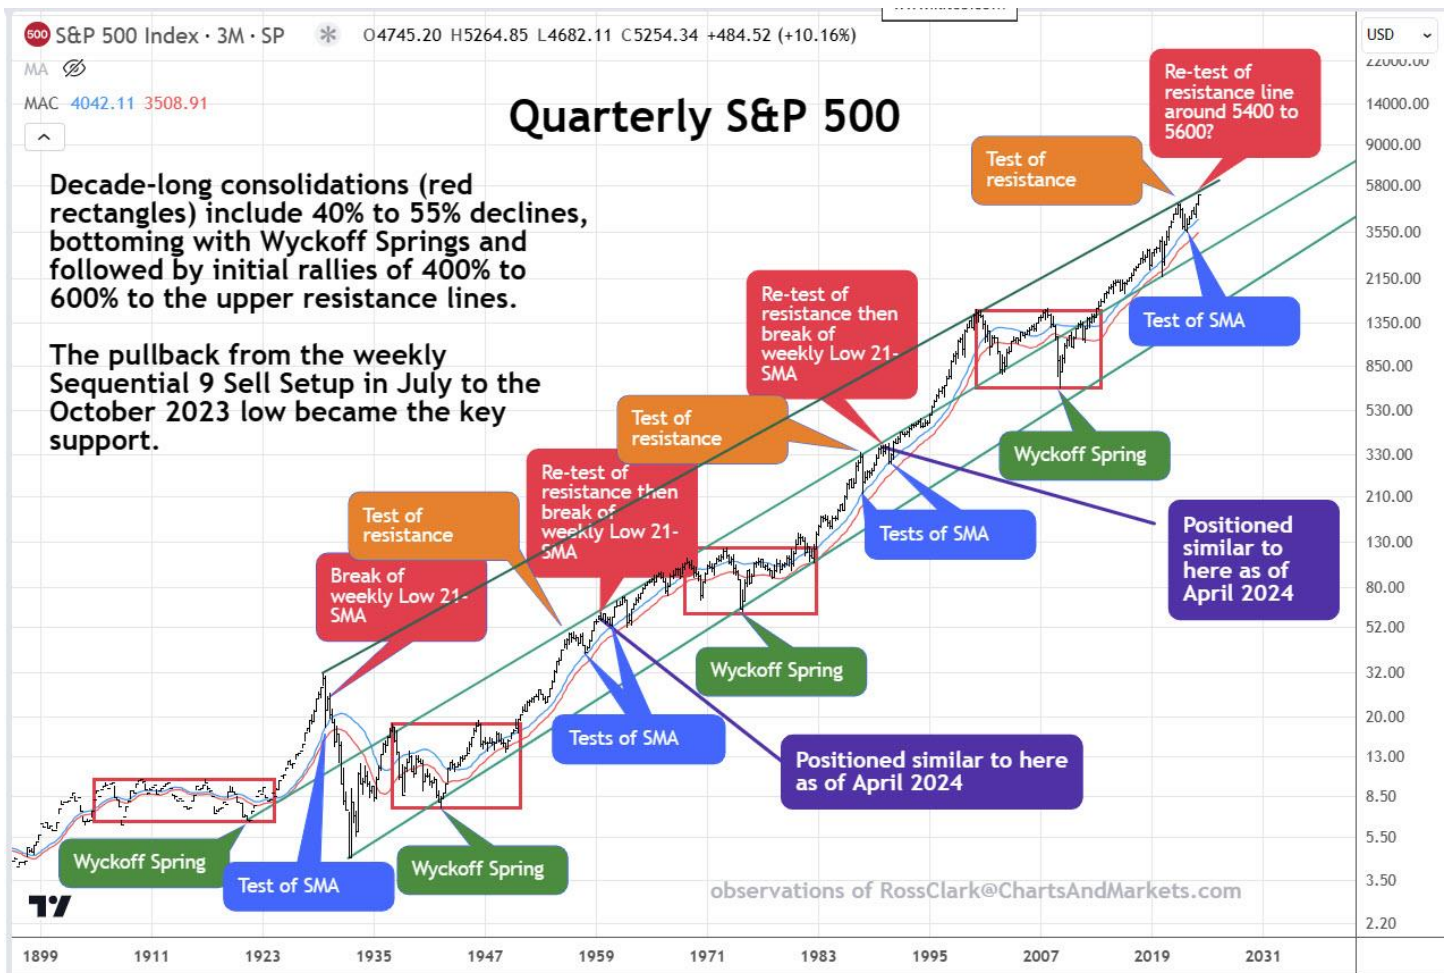 500 S&P 500 Index · 3M · SP O4745.20 H5264.85 L4682.11 C5254.34 +484.52 (+10.16%)
USD
MA
MAC 4042.11 3508.91
Quarterly S&P 500
Decade-long consolidations (red
rectangles) include 40% to 55% declines,
bottoming with Wyckoff Springs and
followed by initial rallies of 400% to
600% to the upper resistance lines.
The pullback from the weekly
Sequential 9 Sell Setup in July to the
October 2023 low became the key
support.
Re-test of
resistance line
around 5400 to
5600?
Test of
resistance
Test of SMA
Re-test of
resistance then
break of
weekly Low 21-
SMA
Test of
resistance
Wyckoff Spring
Re-test of
resistance then
break of
weekly Low 21-
SMA
Test of
resistance
Tests of SMA
Positioned
similar to
here as of
April 2024
Break of
weekly Low 21-
SMA
Wyckoff Spring
Tests of SMA
Positioned similar to here
as of April 2024
Wyckoff Spring
Test of SMA
Wyckoff Spring
observations of RossClark@ChartsAndMarkets.com
22000.00
14000.00
9000.00
5800.00
3550.00
2150.00
1350.00
850.00
530.00
330.00
210.00
130.00
80.00
52.00
32.00
20.00
13.00
8.50
5.50
3.50
2.20
1899 1911 1923 1935 1947 1959 1971 1983 1995 2007 2019 2031